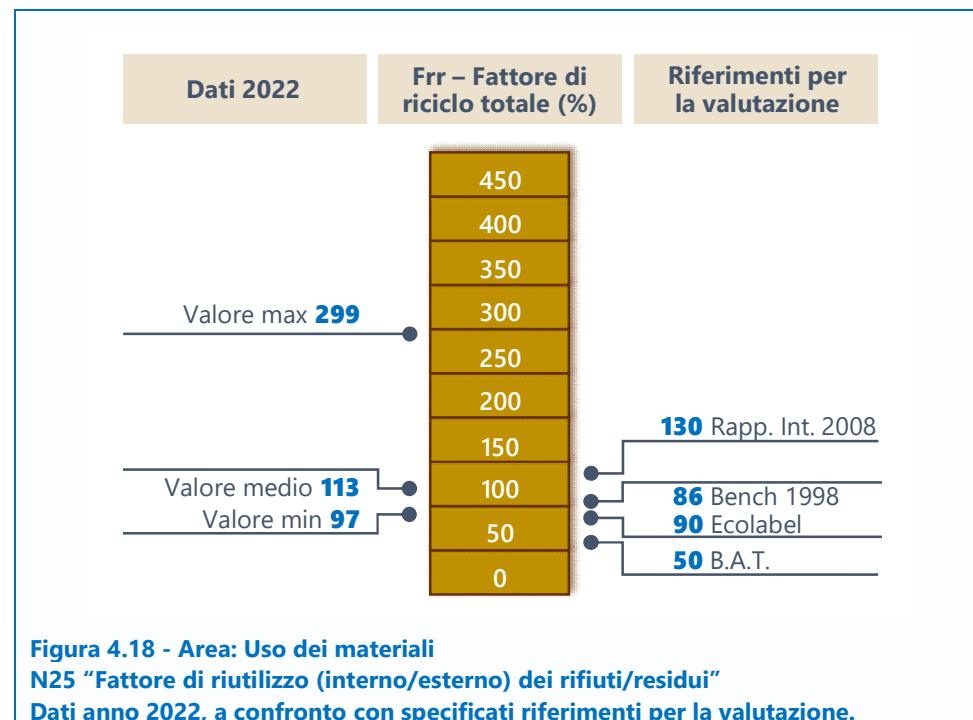 Dati 2022
Frr – Fattore di
riciclo totale (%)
Riferimenti per
la valutazione
450
400
350
300
250
200
150
100
50
0
Valore max 299
Valore medio 113
Valore min 97
130 Rapp. Int. 2008
86 Bench 1998
90 Ecolabel
50 B.A.T.
Figura 4.18 - Area: Uso dei materiali
N25 “Fattore di riutilizzo (interno/esterno) dei rifiuti/residui”
Dati anno 2022, a confronto con specificati riferimenti per la valutazione.